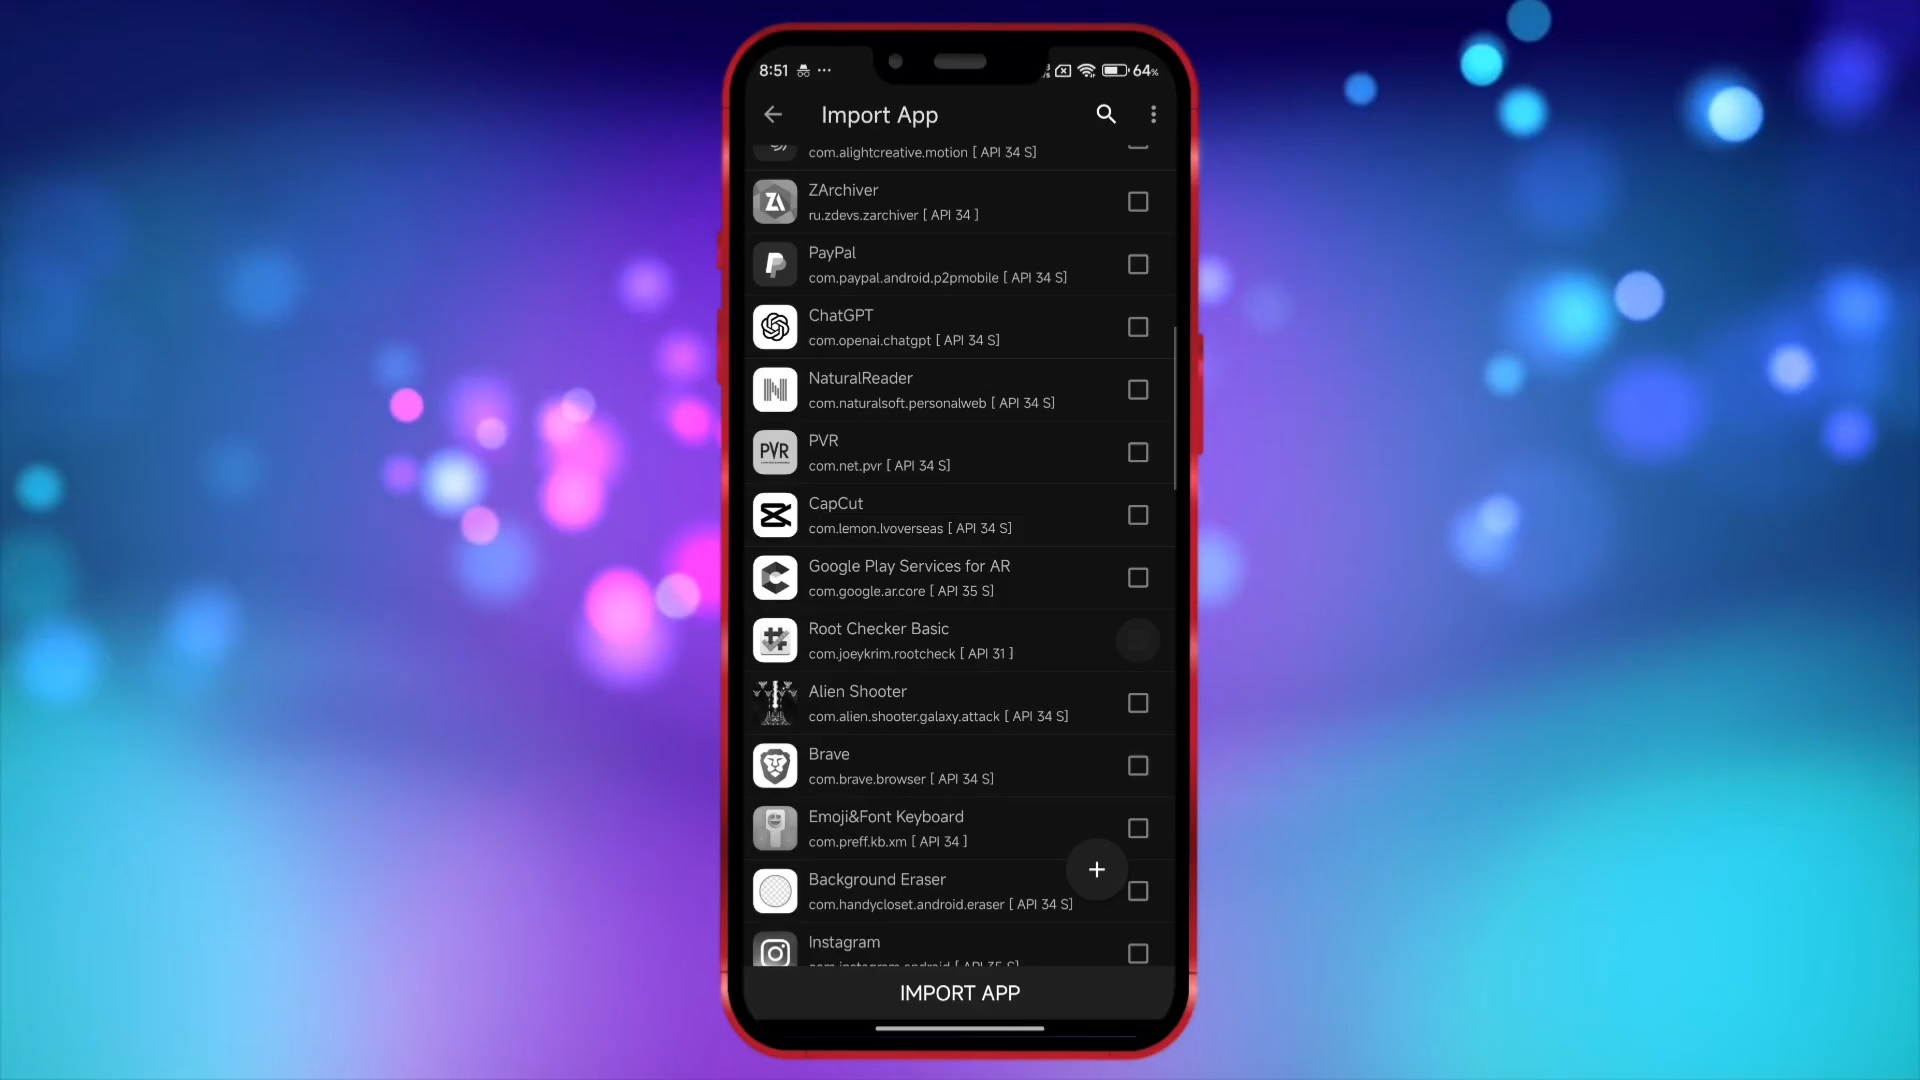 8:51
64%
Import App
com.alightcreative.motion [ API 34 S]
ZArchiver
ru.zdevs.zarchiver [ API 34 ]
PayPal
com.paypal.android.p2pmobile [ API 34 S]
ChatGPT
com.openai.chatgpt [ API 34 S]
NaturalReader
com.naturalsoft.personalweb [ API 34 S]
PVR
PVR
com.net.pvr [ API 34 S]
CapCut
com.lemon.lvoverseas [ API 34 S]
Google Play Services for AR
com.google.ar.core [ API 35 S]
Root Checker Basic
com.joeykrim.rootcheck [ API 31 ]
Alien Shooter
com.alien.shooter.galaxy.attack [ API 34 S]
Brave
com.brave.browser [ API 34 S]
Emoji&Font Keyboard
com.preff.kb.xm [ API 34 ]
Background Eraser
com.handycloset.android.eraser [ API 34 S]
Instagram
com.instagram.android [ API 35 S]
IMPORT APP